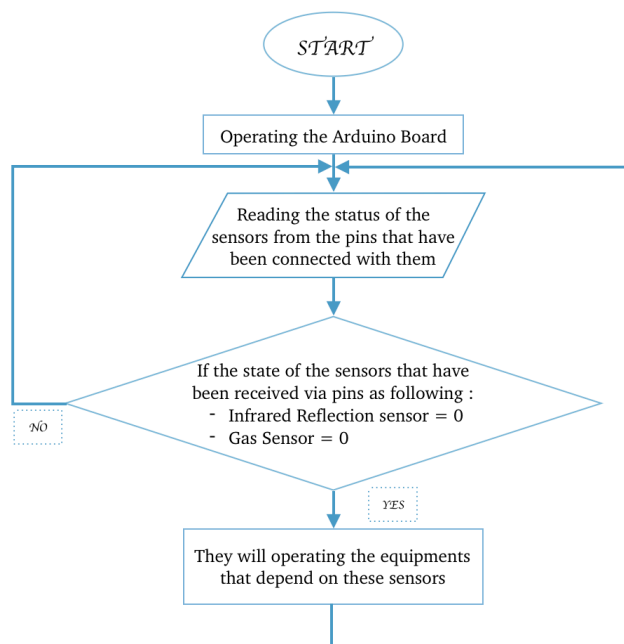 START
Operating the Arduino Board
Reading the status of the
sensors from the pins that have
been connected with them
If the state of the sensors that have
been received via pins as following :
- Infrared Reflection sensor = 0
- Gas Sensor = 0
NO
YES
They will operating the equipments
that depend on these sensors